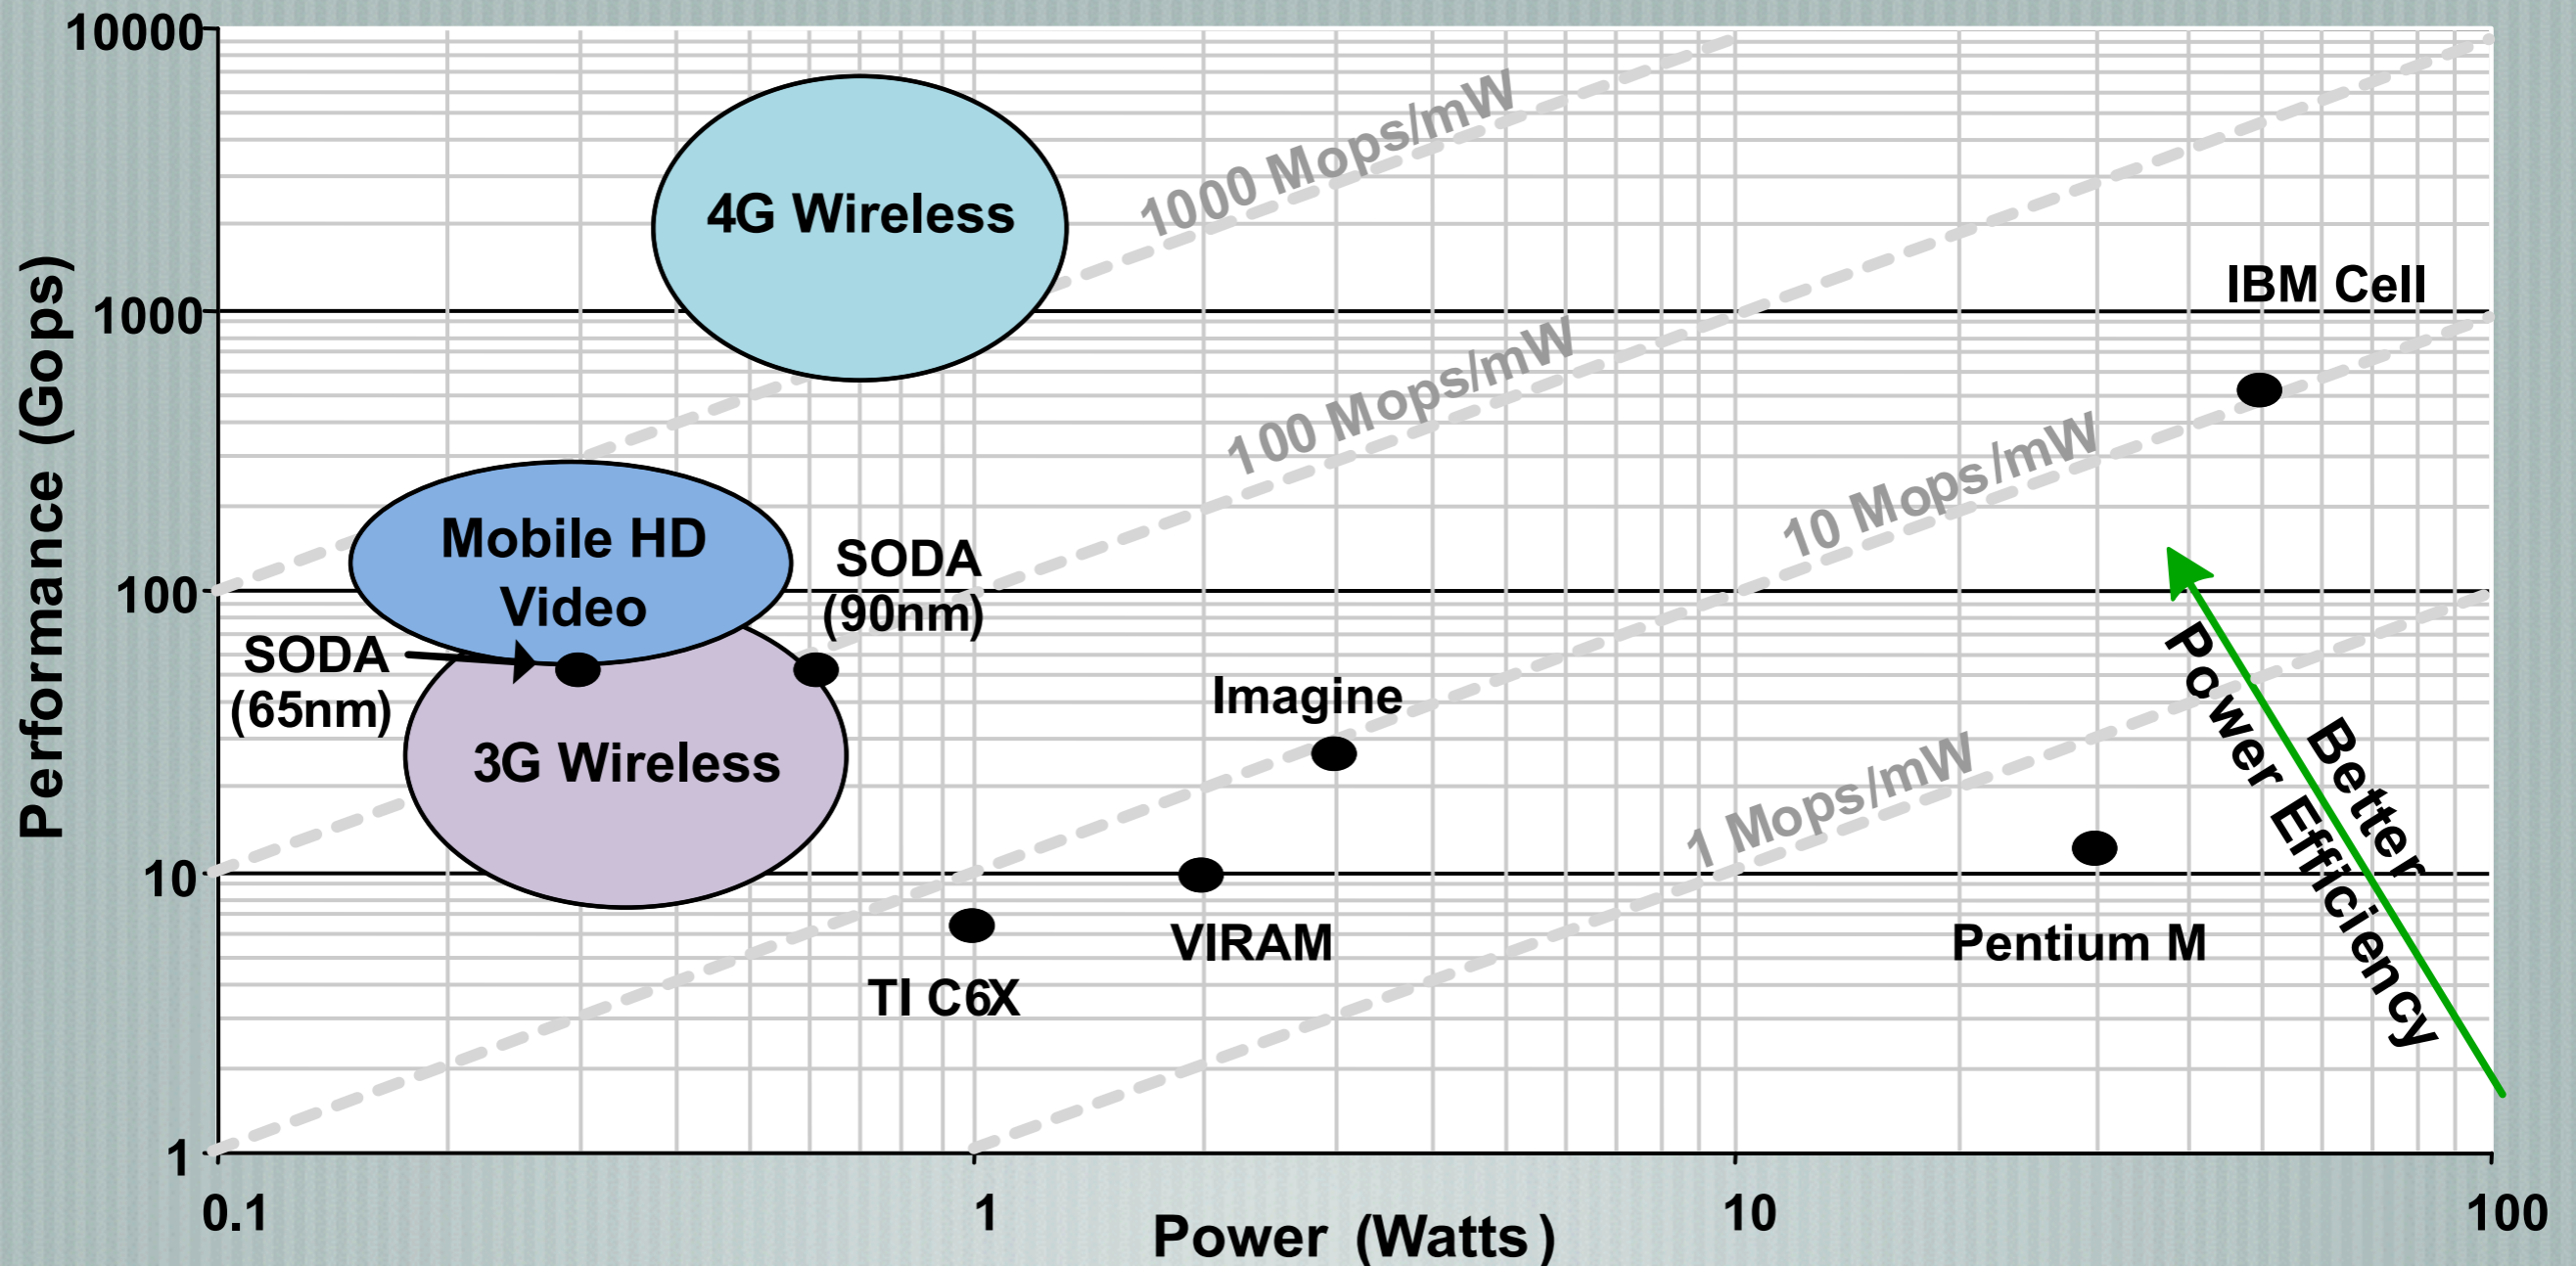 10000
1000
100
10
1
Performance (Gops)
0.1
1
10
100
Power (Watts)
4G Wireless
1000 Mops/mW
IBM Cell
100 Mops/mW
10 Mops/mW
Mobile HD
Video
SODA
(90nm)
SODA
(65nm)
3G Wireless
Imagine
1 Mops/mW
VIRAM
TI C6X
Pentium M
Better
Power Efficiency